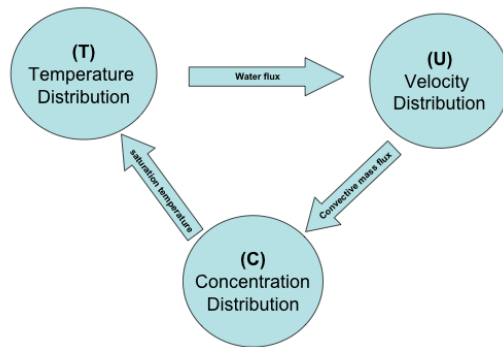 (T)
Temperature
Distribution
Water flux
(U)
Velocity
Distribution
saturation temperature
Convective mass flux
(C)
Concentration
Distribution